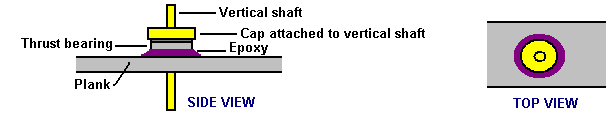 Vertical shaft
Cap attached to vertical shaft
Thrust bearing
Epoxy
Plank
SIDE VIEW
TOP VIEW